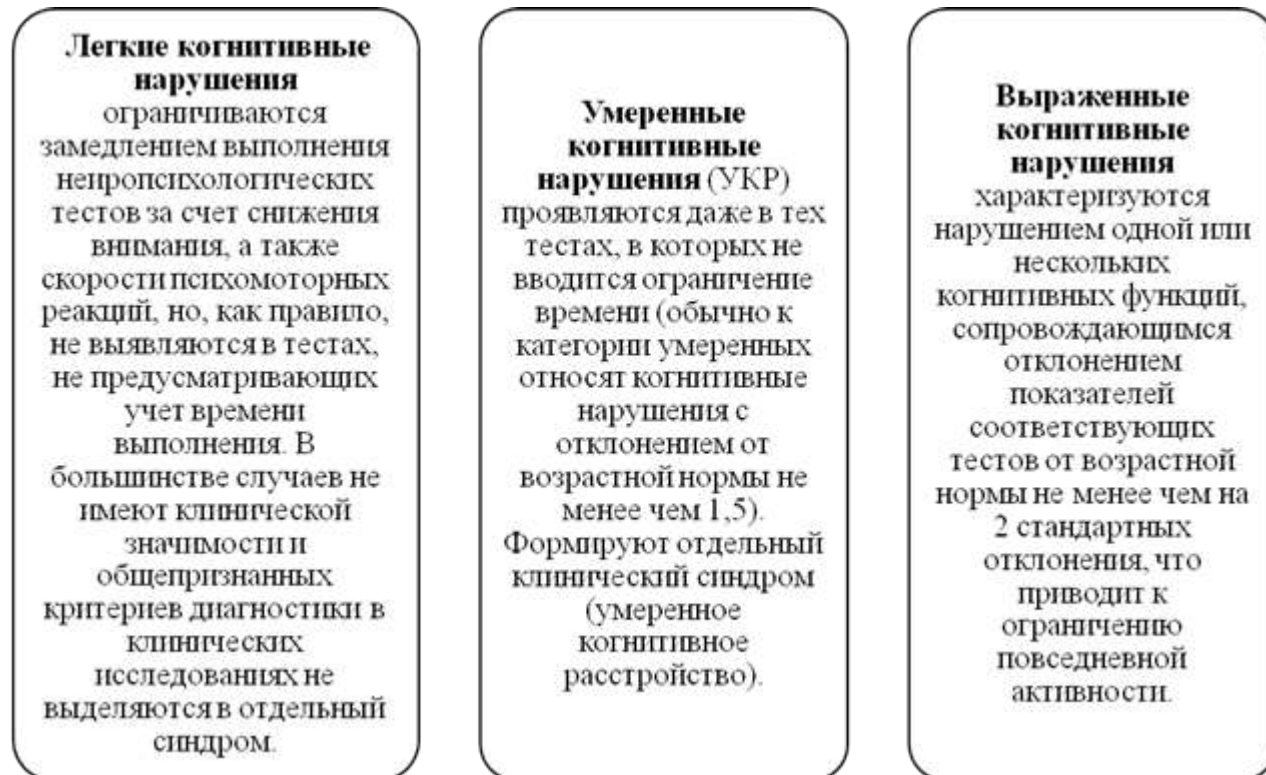 Легкие когнитивные
нарушения
ограничиваются
замедлением выполнения
нейропсихологических
тестов за счет снижения
внимания, а также
скорости психомоторных
реакций, но, как правило,
не выявляются в тестах,
не предусматривающих
учет времени
выполнения. В
большинстве случаев не
имеют клинической
значимости и
общепризнанных
критериев диагностики в
клинических
исследованиях не
выделяются в отдельный
синдром.
Умеренные
когнитивные
нарушения (УКР)
проявляются даже в тех
тестах, в которых не
вводится ограничение
времени (обычно к
категории умеренных
относят когнитивные
нарушения с
отклонением от
возрастной нормы не
менее чем 1,5).
Формируют отдельный
клинический синдром
(умеренное
когнитивное
расстройство).
Выраженные
когнитивные
нарушения
характеризуются
нарушением одной или
нескольких
когнитивных функций,
сопровождающимся
отклонением
показателей
соответствующих
тестов от возрастной
нормы не менее чем на
2 стандартных
отклонения, что
приводит к
ограничению
повседневной
активности.